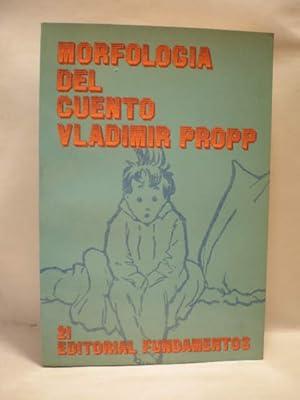 MORFOLOGIA
DEL
CUENTO
VLADIMIR PROPP
21
EDITORIAL FUNDAMENTOS